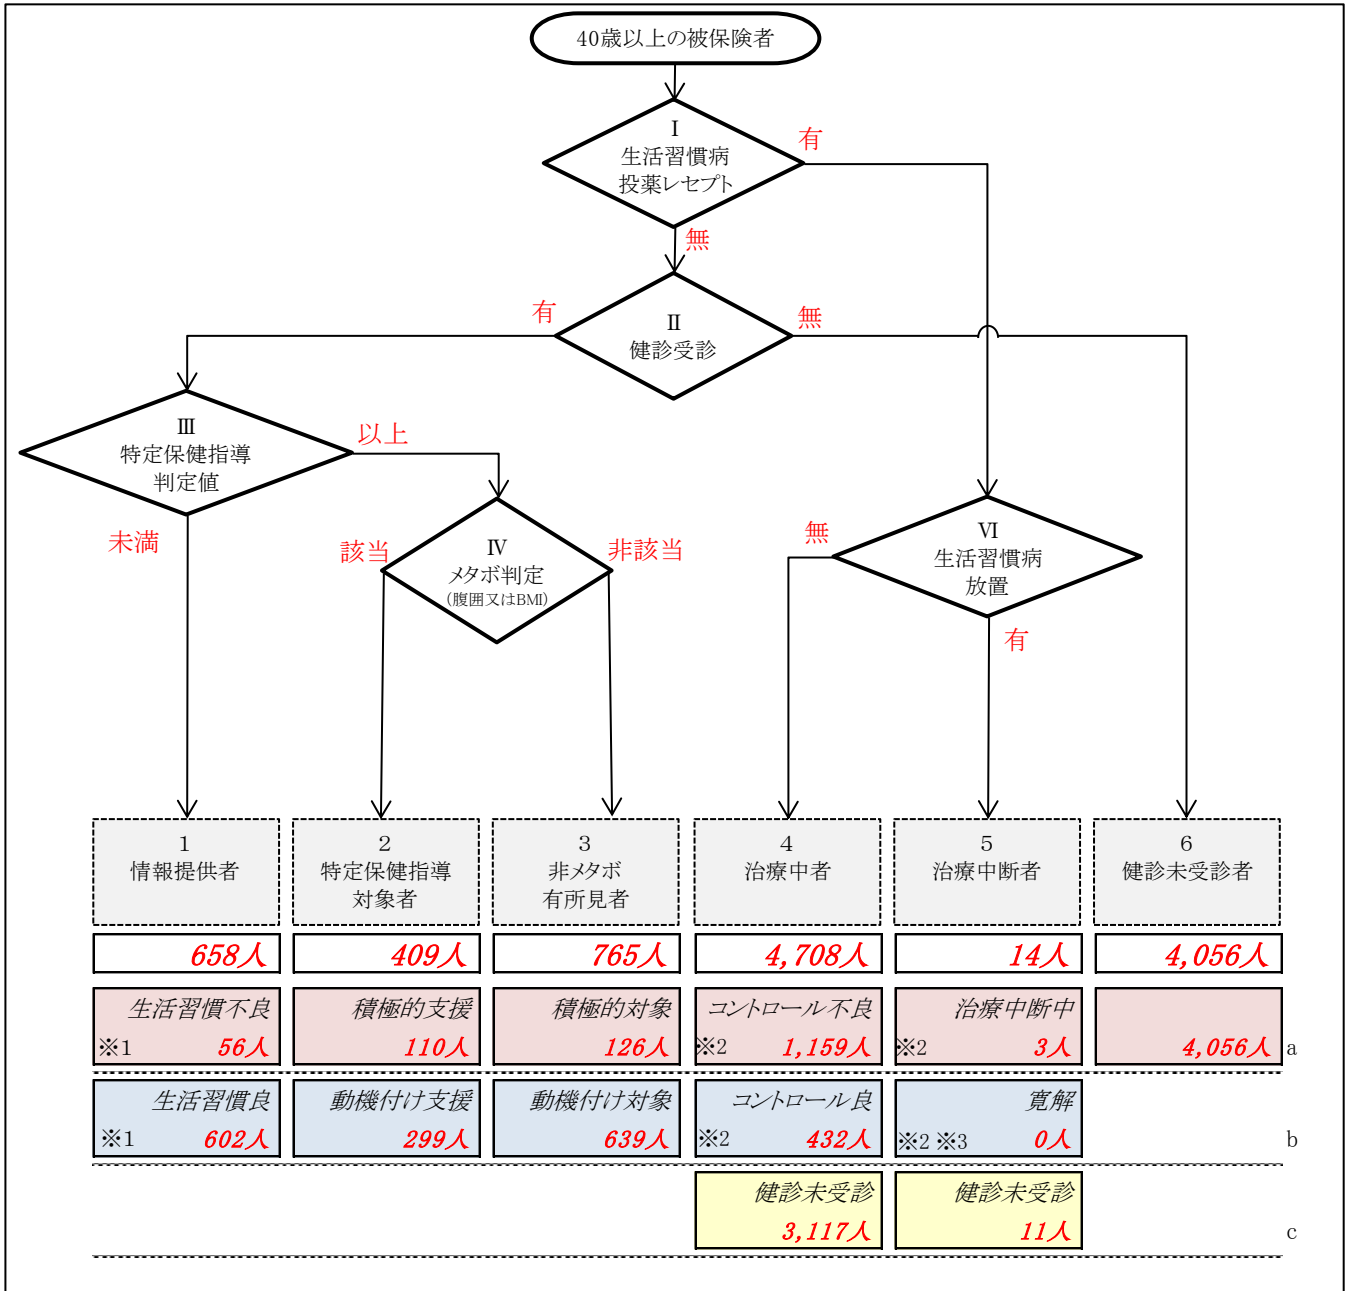 40歳以上の被保険者
Ⅰ
生活習慣病
投薬レセプト
有
無
Ⅱ
健診受診
有
無
Ⅲ
特定保健指導
判定値
以上
未満
Ⅳ
メタボ判定
(腹囲又はBMI)
該当
非該当
Ⅵ
生活習慣病
放置
無
有
1
情報提供者
2
特定保健指導
対象者
3
非メタボ
有所見者
4
治療中者
5
治療中断者
6
健診未受診者
658人
409人
765人
4,708人
14人
4,056人
生活習慣不良
※1 56人
積極的支援
110人
積極的対象
126人
コントロール不良
※2 1,159人
治療中断中
※2 3人
4,056人
a
生活習慣良
※1 602人
動機付け支援
299人
動機付け対象
639人
コントロール良
※2 432人
寛解
※2 ※3 0人
b
健診未受診
3,117人
健診未受診
11人
c